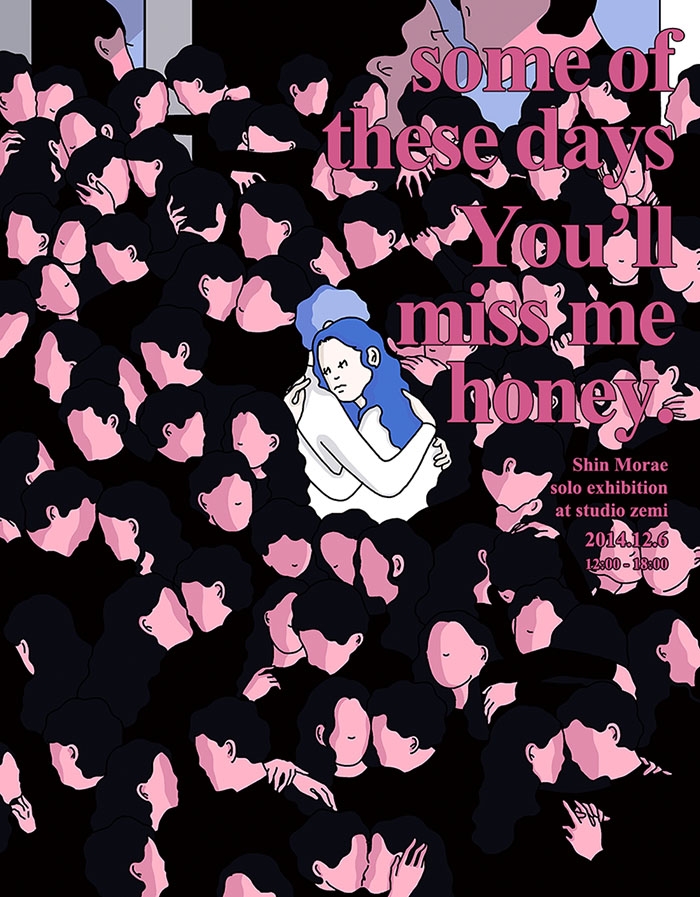 some of
these days
You'll
miss me
honey.
Shin Morae
solo exhibition
at studio zemi
2014.12.6
12:00 - 18:00